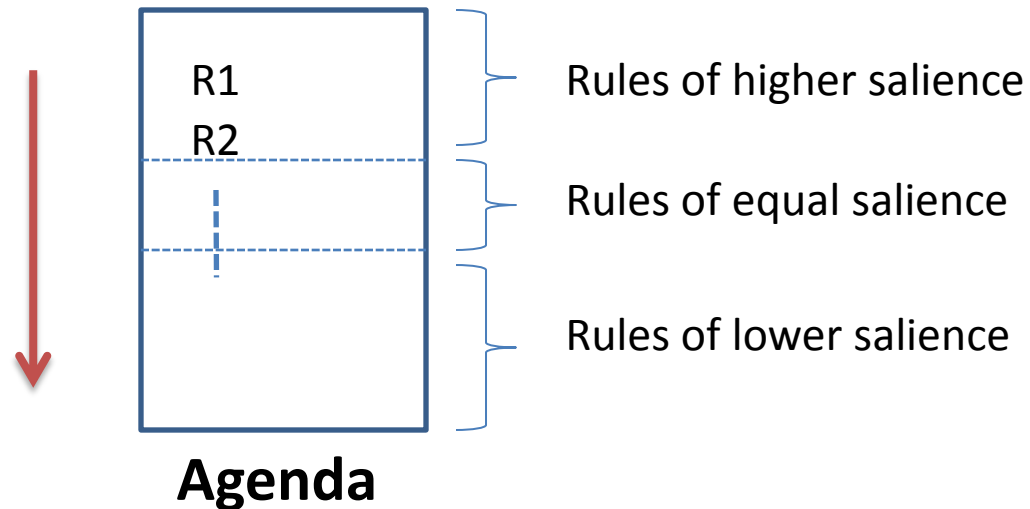 R1
Rules of higher salience
R2
Rules of equal salience
Rules of lower salience
Agenda